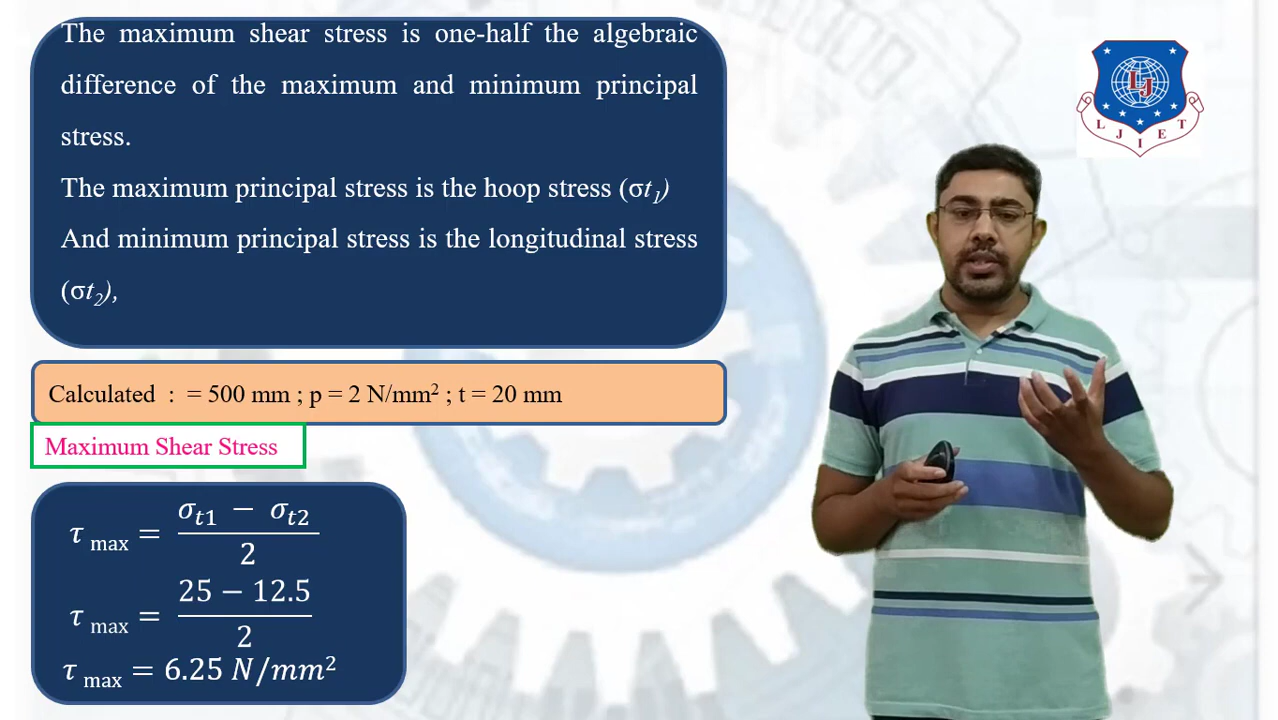 The maximum shear stress is one-half the algebraic
difference of the maximum and minimum principal
stress.
The maximum principal stress is the hoop stress (σt₁)
And minimum principal stress is the longitudinal stress
(σt₂),
Calculated : = 500 mm ; p = 2 N/mm² ; t = 20 mm
Maximum Shear Stress
τ max = (σt1 − σt2) / 2
τ max = (25 − 12.5) / 2
τ max = 6.25 N/mm²
LJ
L J I E T